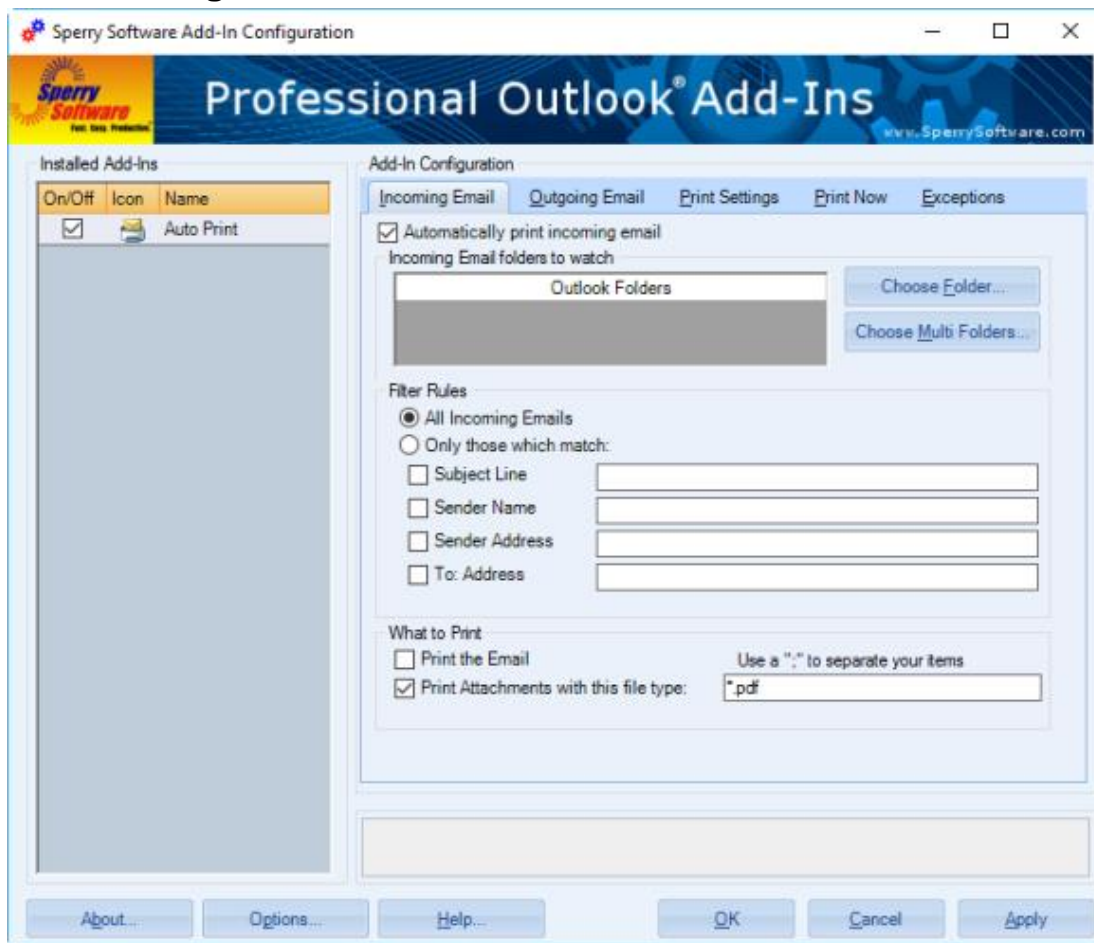 Sperry Software Add-In Configuration
Sperry
Software
Fast. Easy. Productive.
Professional Outlook® Add-Ins
www.SperrySoftware.com
Installed Add-Ins
On/Off Icon Name
Auto Print
Add-In Configuration
Incoming Email Outgoing Email Print Settings Print Now Exceptions
Automatically print incoming email
Incoming Email folders to watch
Outlook Folders
Choose Folder...
Choose Multi Folders...
Filter Rules
All Incoming Emails
Only those which match:
Subject Line
Sender Name
Sender Address
To: Address
What to Print
Print the Email Use a ";" to separate your items
Print Attachments with this file type: *.pdf
About... Options... Help... OK Cancel Apply